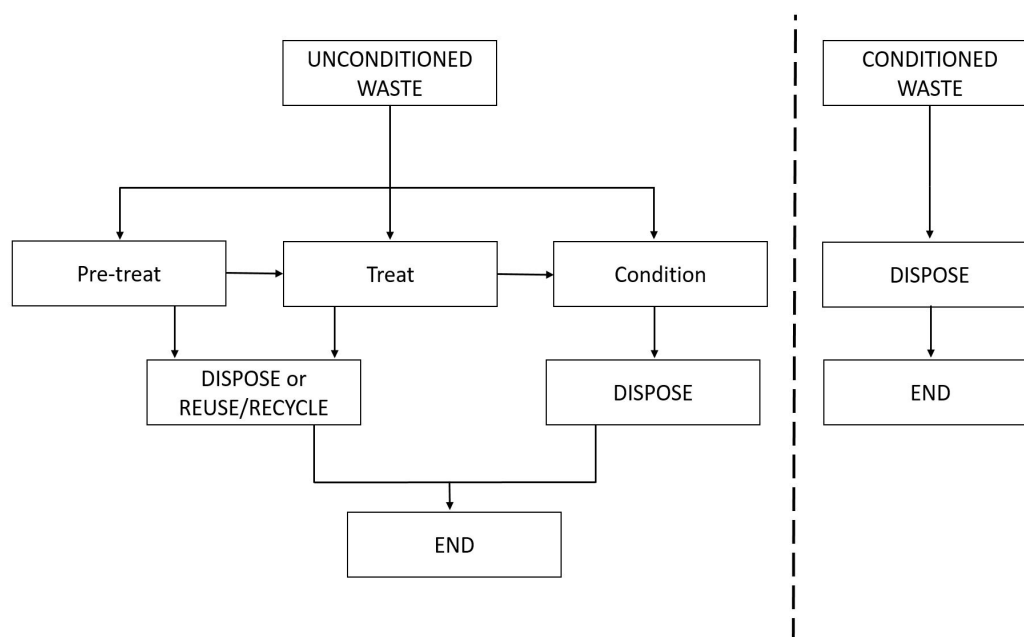 UNCONDITIONED
WASTE
CONDITIONED
WASTE
Pre-treat
Treat
Condition
DISPOSE
DISPOSE or
REUSE/RECYCLE
DISPOSE
END
END